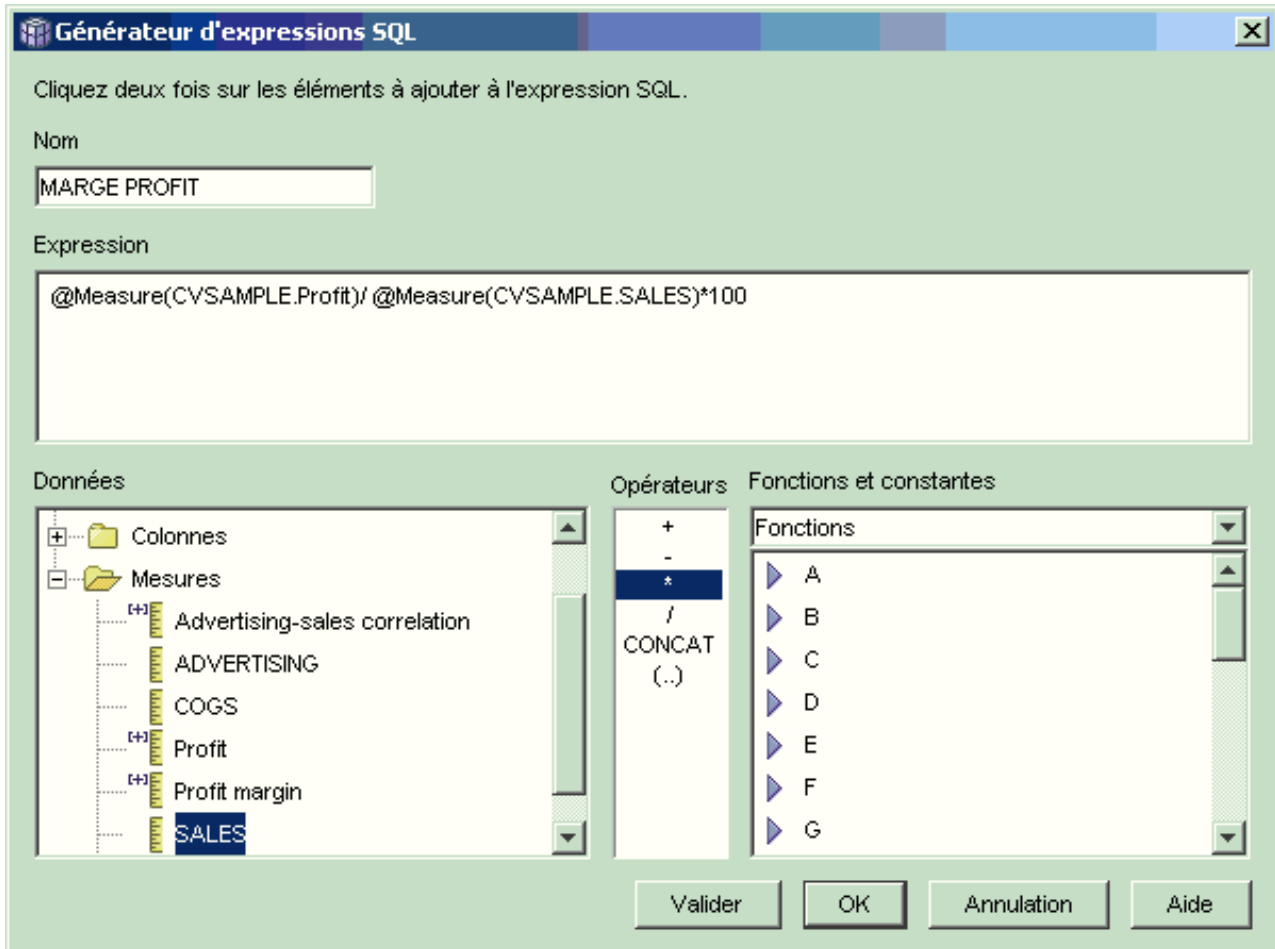 Générateur d'expressions SQL
Cliquez deux fois sur les éléments à ajouter à l'expression SQL.
Nom
MARGE PROFIT
Expression
@Measure(CVSAMPLE.Profit)/ @Measure(CVSAMPLE.SALES)*100
Données
Colonnes
Mesures
Advertising-sales correlation
ADVERTISING
COGS
Profit
Profit margin
SALES
Opérateurs
+
-
*
/
CONCAT
(..)
Fonctions et constantes
Fonctions
A
B
C
D
E
F
G
Valider
OK
Annulation
Aide